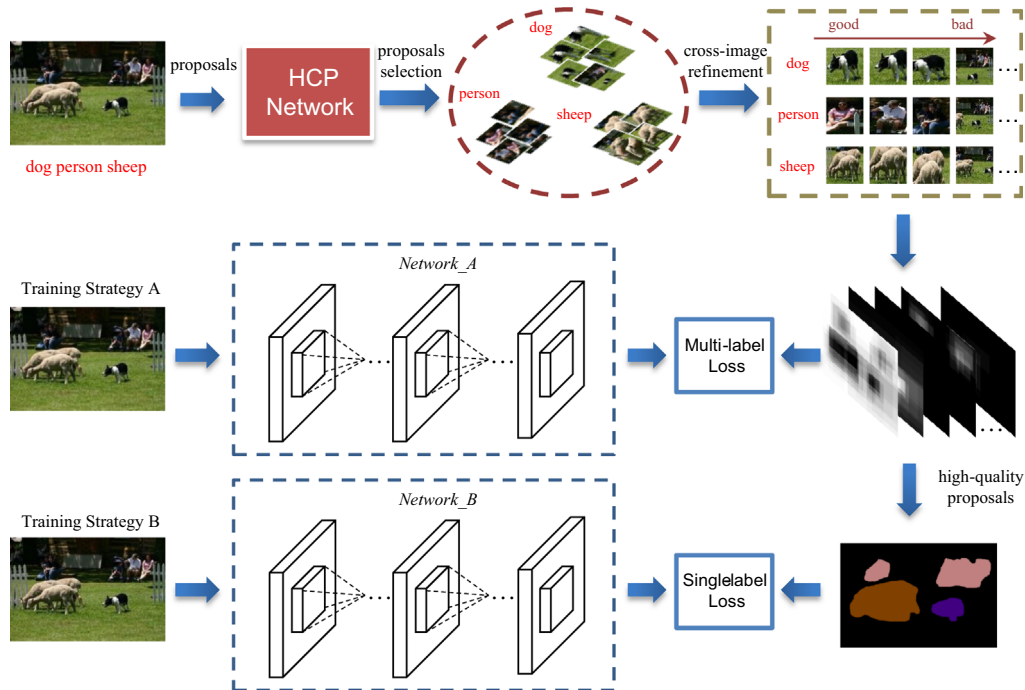 dog person sheep
proposals
HCP
Network
proposals
selection
dog
person
sheep
cross-image
refinement
good bad
dog
...
person
...
sheep
...
Training Strategy A
Network_A
... ...
Multi-label
Loss
...
high-quality
proposals
Training Strategy B
Network_B
... ...
Singlelabel
Loss